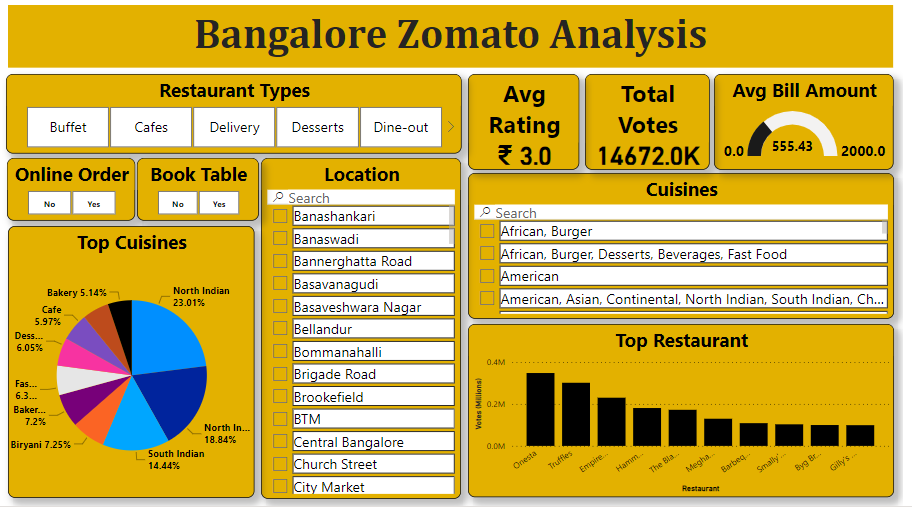 Bangalore Zomato Analysis
Restaurant Types
Buffet
Cafes
Delivery
Desserts
Dine-out
Avg
Rating
₹ 3.0
Total
Votes
14672.0K
Avg Bill Amount
0.0
555.43
2000.0
Online Order
No
Yes
Book Table
No
Yes
Location
Search
Banashankari
Banaswadi
Bannerghatta Road
Basavanagudi
Basaveshwara Nagar
Bellandur
Bommanahalli
Brigade Road
Brookefield
BTM
Central Bangalore
Church Street
City Market
Cuisines
Search
African, Burger
African, Burger, Desserts, Beverages, Fast Food
American
American, Asian, Continental, North Indian, South Indian, Ch...
Top Cuisines
North Indian
23.01%
North In...
18.84%
South Indian
14.44%
Biryani 7.25%
Baker...
7.2%
Fas...
6.3...
Dess...
6.05%
Cafe
5.97%
Bakery 5.14%
Top Restaurant
Votes (Millions)
0.4M
0.2M
0.0M
Onesta
Truffles
Empire...
Hamm...
The Bla...
Megha...
Barbeq...
Smally'...
Byg Br...
Gilly's ...
Restaurant